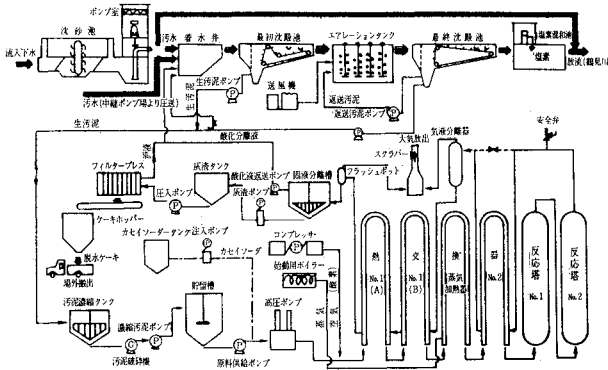 ポンプ室
沈砂池
流入下水
汚水
着水井
最初沈殿池
エアレーションタンク
最終沈殿池
塩素混和池
塩素
放流(鶴見川
汚水(中継ポンプ場より圧送)
生汚泥
生汚泥ポンプ
送風機
返送汚泥
返送汚泥ポンプ
生汚泥
酸化分離液
大気放出
気液分離器
安全弁
スクラバー
フラッシュポット
フィルタープレス
灰渣タンク
酸化液返送ポンプ
固液分離槽
灰渣ポンプ
圧入ポンプ
ケーキホッパー
脱水ケーキ
場外搬出
カセイソーダータンク
注入ポンプ
カセイソーダ
コンプレッサー
始動用ボイラー
蒸気
空気
熱
No.1
(A)
交
No.1
(B)
換
蒸気
加熱器
器
No.2
反応塔
No.1
反応塔
No.2
汚泥濃縮タンク
濃縮汚泥ポンプ
汚泥破砕機
貯留槽
原料供給ポンプ
高圧ポンプ